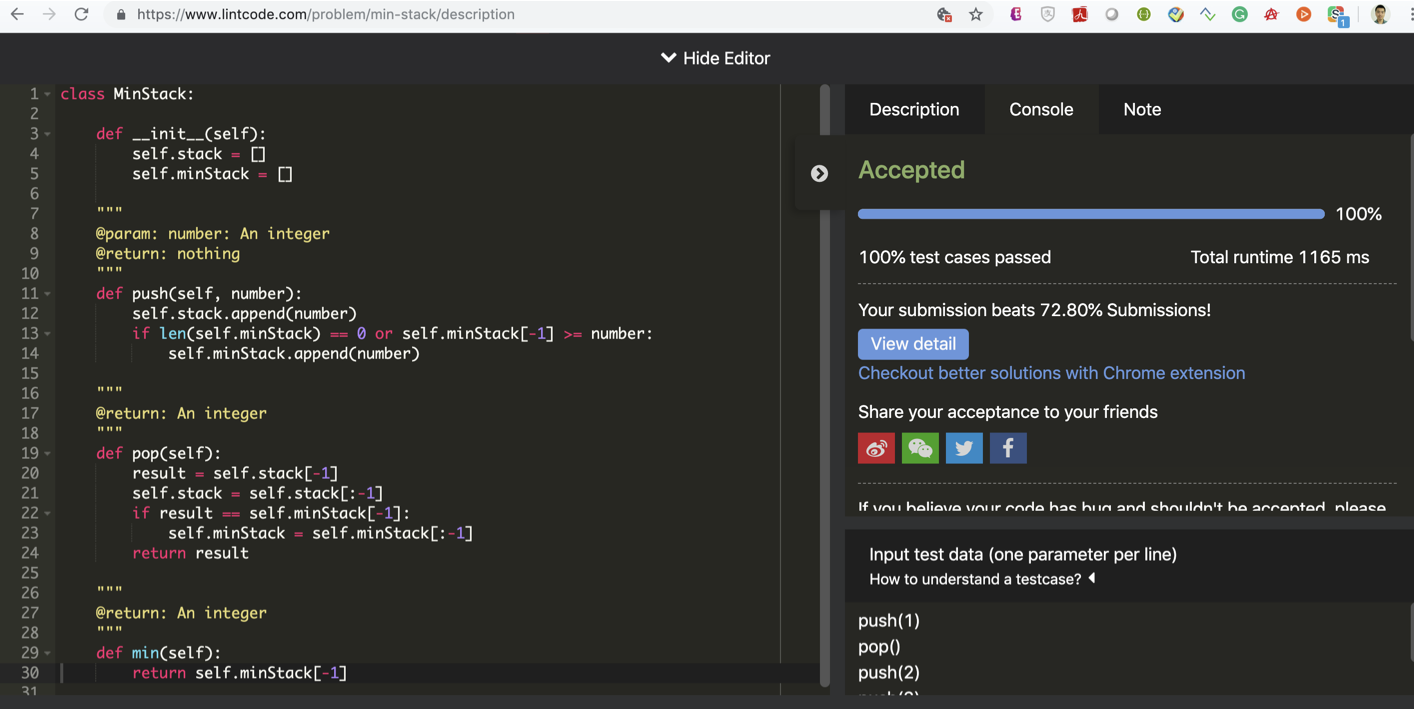 https://www.lintcode.com/problem/min-stack/description
Hide Editor
1 class MinStack:
2
3     def __init__(self):
4         self.stack = []
5         self.minStack = []
6
7     """
8     @param: number: An integer
9     @return: nothing
10     """
11     def push(self, number):
12         self.stack.append(number)
13         if len(self.minStack) == 0 or self.minStack[-1] >= number:
14             self.minStack.append(number)
15
16     """
17     @return: An integer
18     """
19     def pop(self):
20         result = self.stack[-1]
21         self.stack = self.stack[:-1]
22         if result == self.minStack[-1]:
23             self.minStack = self.minStack[:-1]
24         return result
25
26     """
27     @return: An integer
28     """
29     def min(self):
30         return self.minStack[-1]
31
Description Console Note
Accepted
100%
100% test cases passed Total runtime 1165 ms
Your submission beats 72.80% Submissions!
View detail
Checkout better solutions with Chrome extension
Share your acceptance to your friends
If you believe your code has bug and shouldn't be accepted, please
Input test data (one parameter per line)
How to understand a testcase?
push(1)
pop()
push(2)